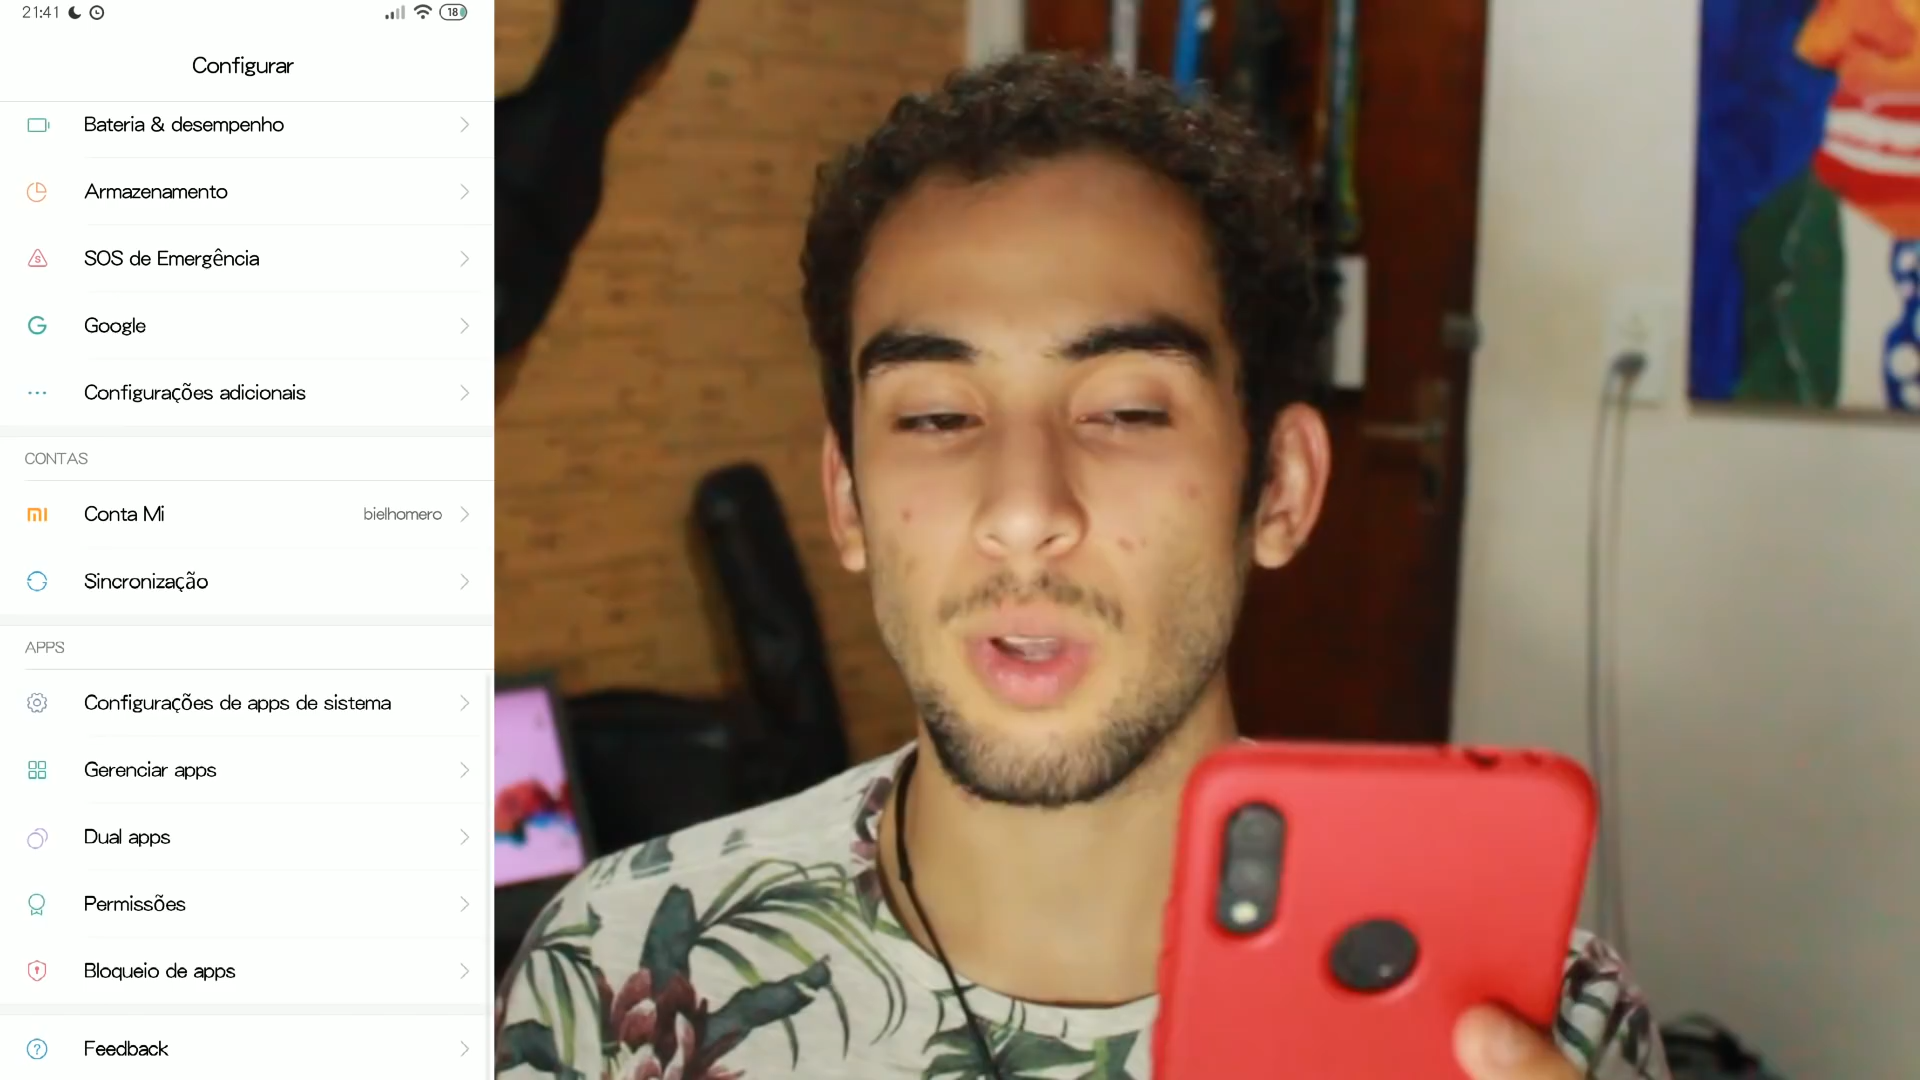 21:41 18
Configurar
Bateria & desempenho
Armazenamento
SOS de Emergência
Google
Configurações adicionais
CONTAS
Conta Mi bielhomero
Sincronização
APPS
Configurações de apps de sistema
Gerenciar apps
Dual apps
Permissões
Bloqueio de apps
Feedback